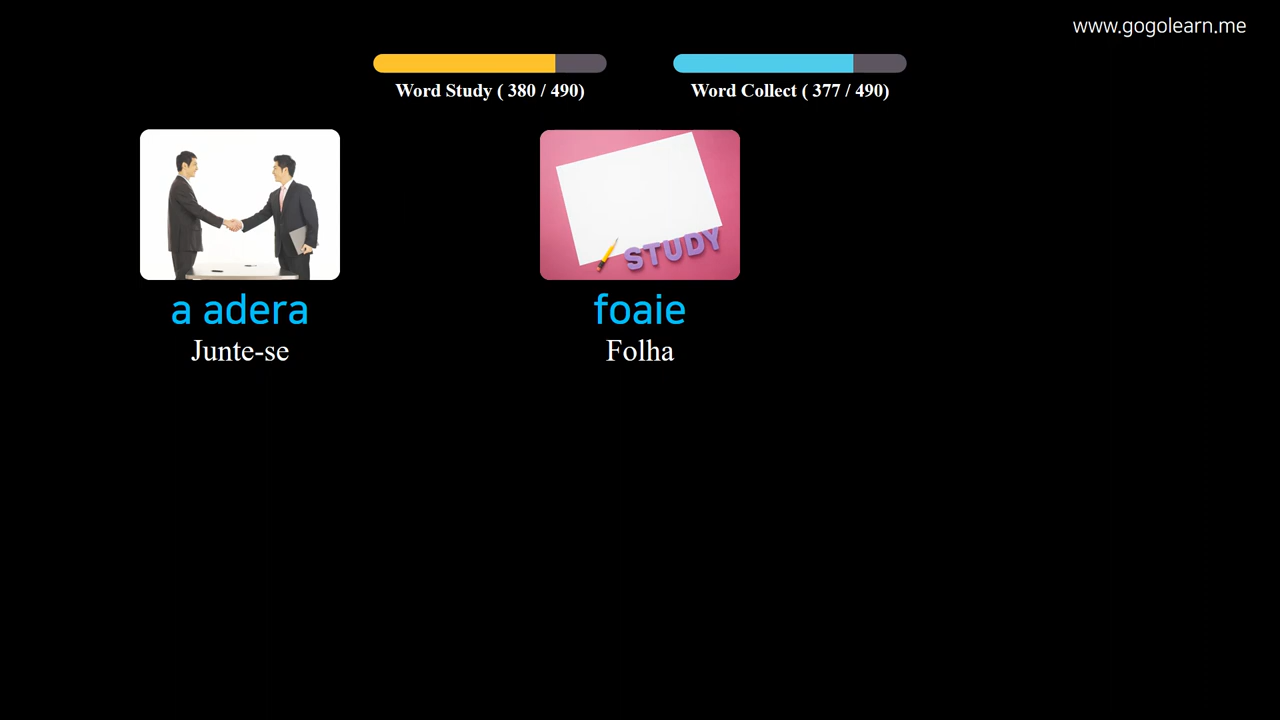 www.gogolearn.me
Word Study ( 380 / 490)
Word Collect ( 377 / 490)
STUDY
a adera
Junte-se
foaie
Folha